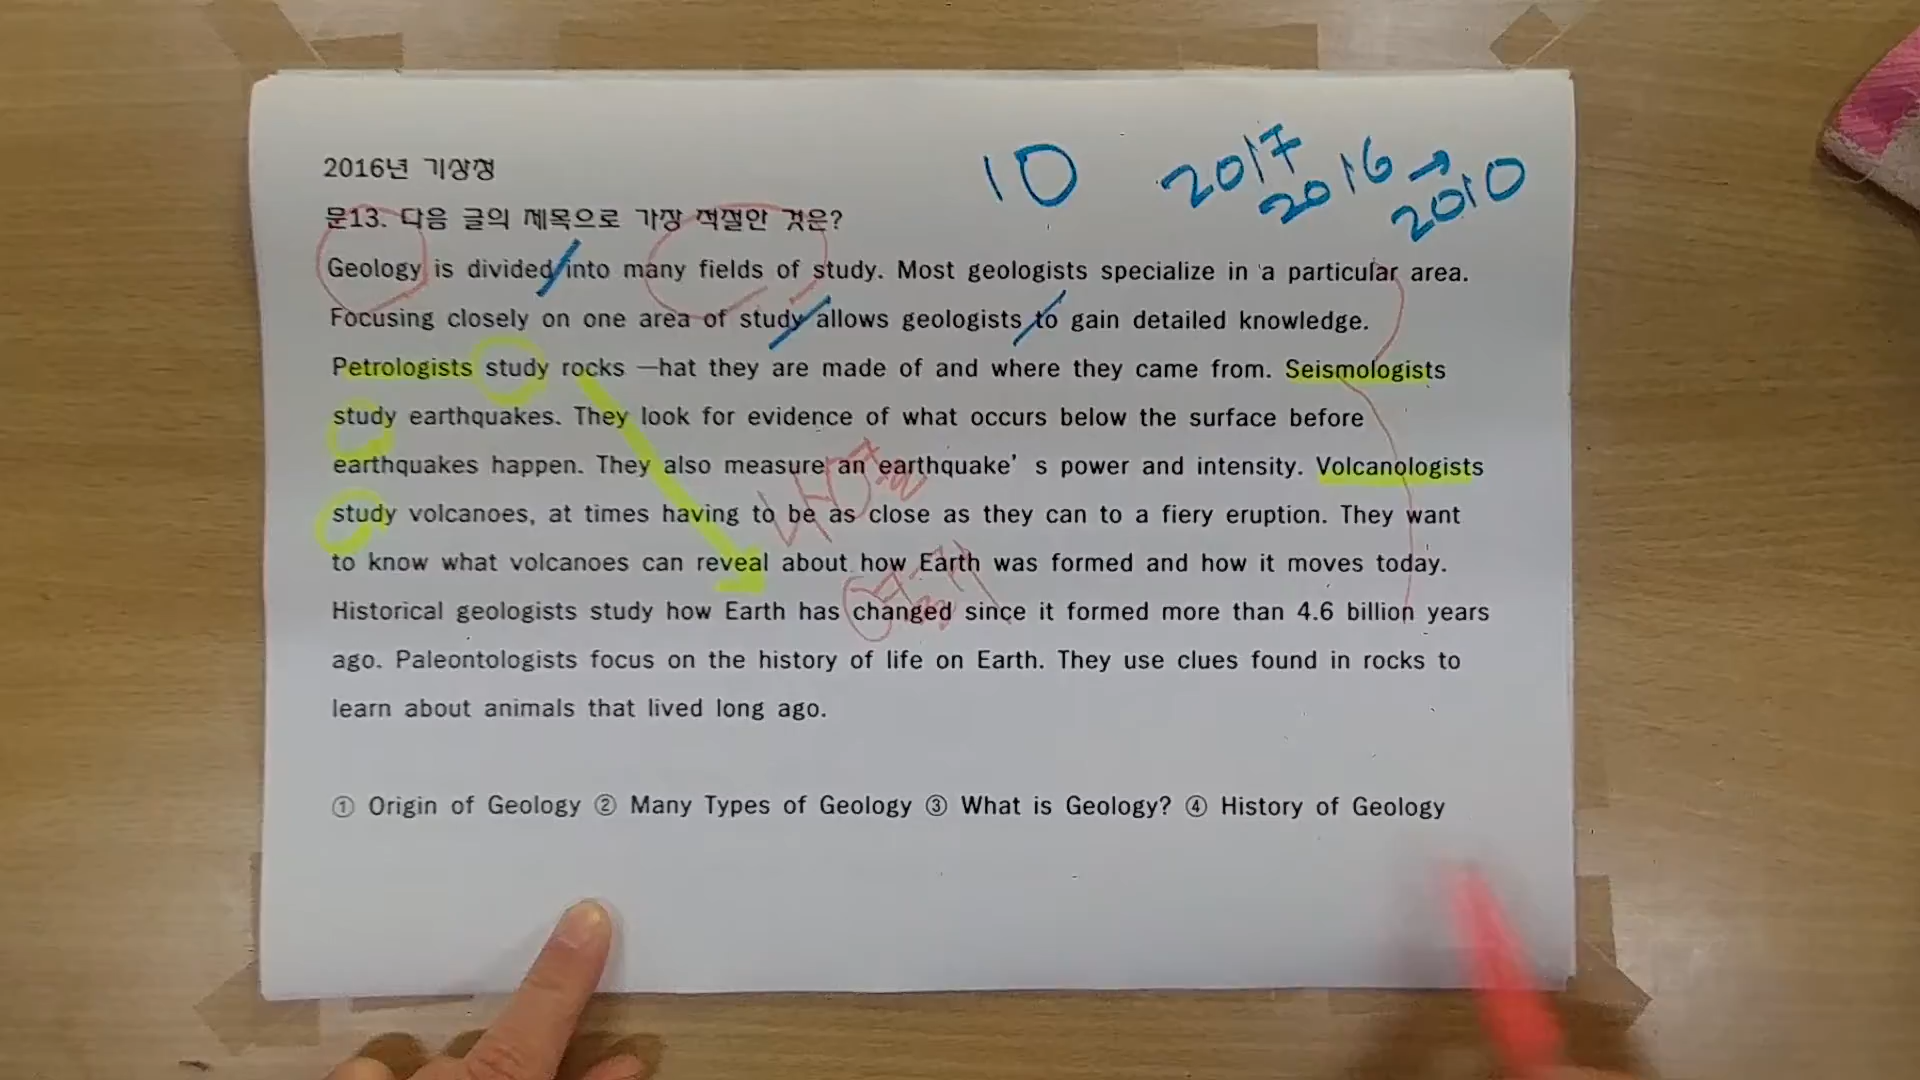 2016년 기상청
10 2017
2016 → 2010
문13. 다음 글의 제목으로 가장 적절한 것은?
Geology is divided into many fields of study. Most geologists specialize in a particular area.
Focusing closely on one area of study allows geologists to gain detailed knowledge.
Petrologists study rocks —hat they are made of and where they came from. Seismologists
study earthquakes. They look for evidence of what occurs below the surface before
earthquakes happen. They also measure an earthquake' s power and intensity. Volcanologists
study volcanoes, at times having to be as close as they can to a fiery eruption. They want
to know what volcanoes can reveal about how Earth was formed and how it moves today.
Historical geologists study how Earth has changed since it formed more than 4.6 billion years
ago. Paleontologists focus on the history of life on Earth. They use clues found in rocks to
learn about animals that lived long ago.
① Origin of Geology ② Many Types of Geology ③ What is Geology? ④ History of Geology